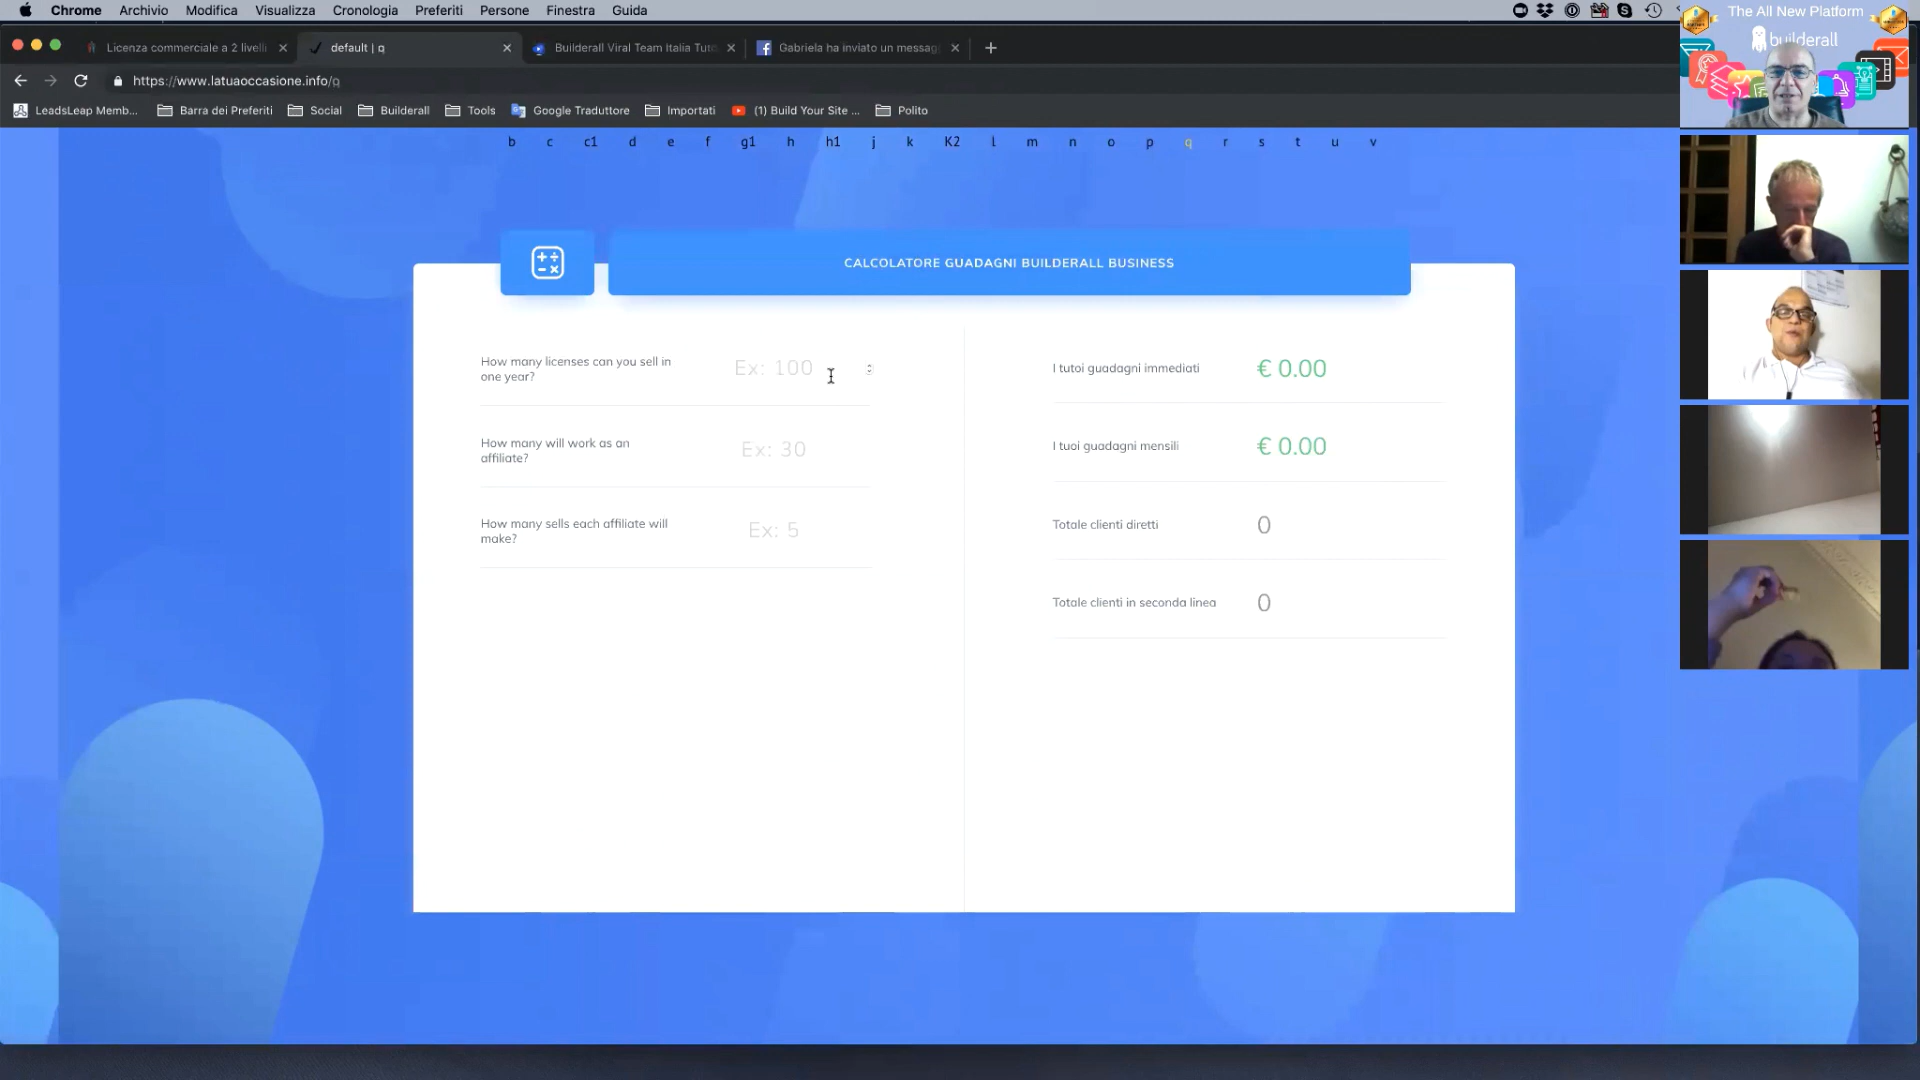 Chrome Archivio Modifica Visualizza Cronologia Preferiti Persone Finestra Guida
The All New Platform
builderall
Licenza commerciale a 2 livelli
default | q
Builderall Viral Team Italia Tuto
Gabriela ha inviato un messag
https://www.latuaoccasione.info/q
LeadsLeap Memb... Barra dei Preferiti Social Builderall Tools Google Traduttore Importati (1) Build Your Site ... Polito
b c c1 d e f g1 h h1 j k K2 l m n o p q r s t u v
CALCOLATORE GUADAGNI BUILDERALL BUSINESS
How many licenses can you sell in
one year?
Ex: 100
I tutoi guadagni immediati
€ 0.00
How many will work as an
affiliate?
Ex: 30
I tuoi guadagni mensili
€ 0.00
How many sells each affiliate will
make?
Ex: 5
Totale clienti diretti
0
Totale clienti in seconda linea
0